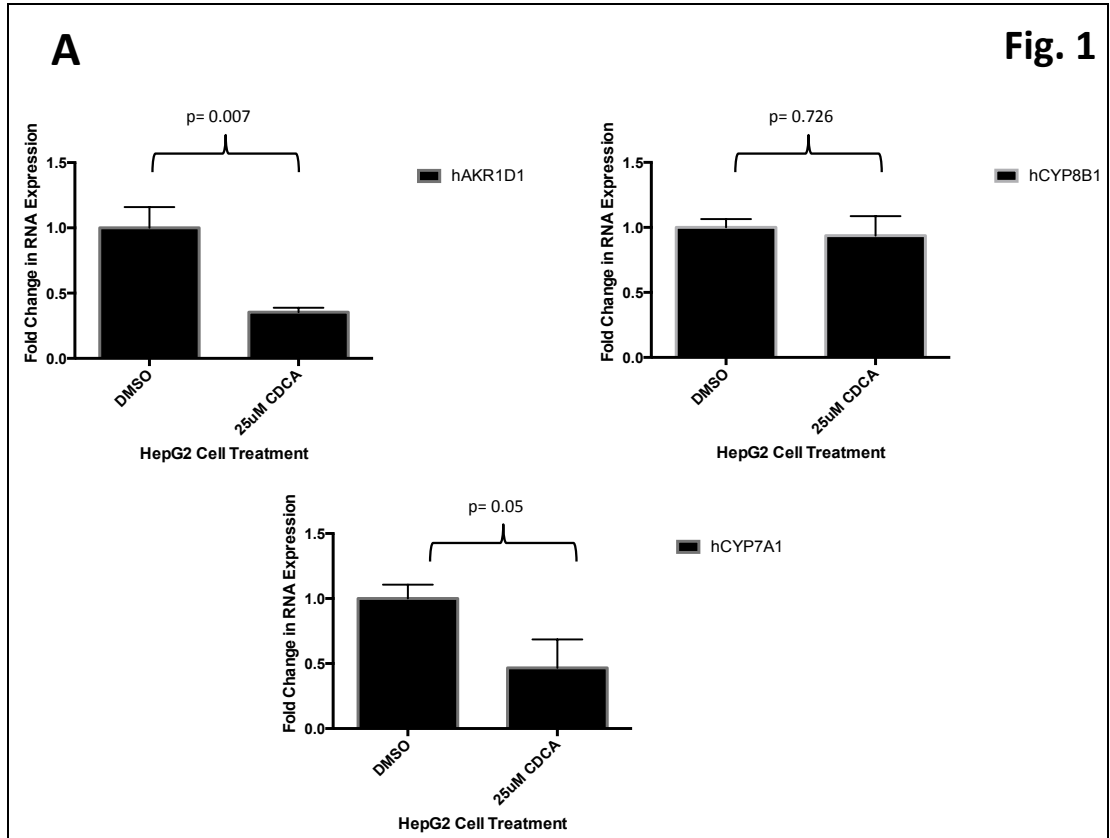 A
Fig. 1
p= 0.007
Fold Change in RNA Expression
1.5
1.0
0.5
0.0
DMSO
25uM CDCA
HepG2 Cell Treatment
hAKR1D1
p= 0.726
Fold Change in RNA Expression
1.5
1.0
0.5
0.0
DMSO
25uM CDCA
HepG2 Cell Treatment
hCYP8B1
p= 0.05
Fold Change in RNA Expression
1.5
1.0
0.5
0.0
DMSO
25uM CDCA
HepG2 Cell Treatment
hCYP7A1